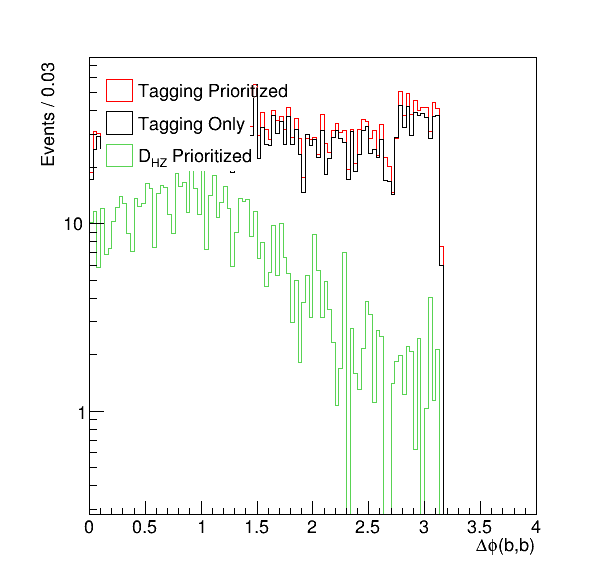 Events / 0.03
Tagging Prioritized
Tagging Only
D_HZ Prioritized
10
1
0 0.5 1 1.5 2 2.5 3 3.5 4
Δϕ(b,b)